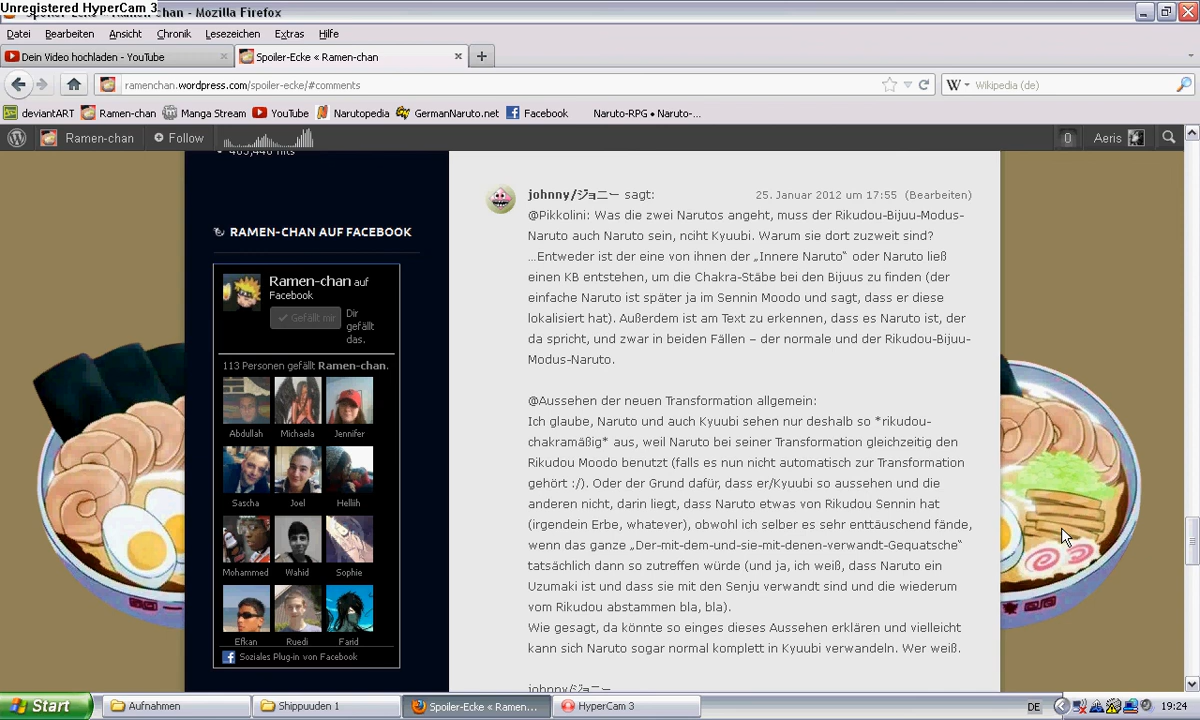 Unregistered HyperCam 3
Spoiler-Ecke « Ramen-chan - Mozilla Firefox
Datei Bearbeiten Ansicht Chronik Lesezeichen Extras Hilfe
Dein Video hochladen - YouTube
Spoiler-Ecke « Ramen-chan
ramenchan.wordpress.com/spoiler-ecke/#comments
Wikipedia (de)
deviantART Ramen-chan Manga Stream YouTube Narutopedia GermanNaruto.net Facebook Naruto-RPG • Naruto-...
Ramen-chan Follow
0 Aeris
465,446 hits
RAMEN-CHAN AUF FACEBOOK
Ramen-chan auf
Facebook
Gefällt mir
Dir
gefällt
das.
113 Personen gefällt Ramen-chan.
Abdullah Michaela Jennifer
Sascha Joel Helliih
Mohammed Wahid Sophie
Efkan Ruedi Farid
Soziales Plug-in von Facebook
johnny/ジョニー sagt:
25. Januar 2012 um 17:55 (Bearbeiten)
@Pikkolini: Was die zwei Narutos angeht, muss der Rikudou-Bijuu-Modus-
Naruto auch Naruto sein, nciht Kyuubi. Warum sie dort zuzweit sind?
...Entweder ist der eine von ihnen der „Innere Naruto“ oder Naruto ließ
einen KB entstehen, um die Chakra-Stäbe bei den Bijuus zu finden (der
einfache Naruto ist später ja im Sennin Moodo und sagt, dass er diese
lokalisiert hat). Außerdem ist am Text zu erkennen, dass es Naruto ist, der
da spricht, und zwar in beiden Fällen – der normale und der Rikudou-Bijuu-
Modus-Naruto.
@Aussehen der neuen Transformation allgemein:
Ich glaube, Naruto und auch Kyuubi sehen nur deshalb so *rikudou-
chakramäßig* aus, weil Naruto bei seiner Transformation gleichzeitig den
Rikudou Moodo benutzt (falls es nun nicht automatisch zur Transformation
gehört :/). Oder der Grund dafür, dass er/Kyuubi so aussehen und die
anderen nicht, darin liegt, dass Naruto etwas von Rikudou Sennin hat
(irgendein Erbe, whatever), obwohl ich selber es sehr enttäuschend fände,
wenn das ganze „Der-mit-dem-und-sie-mit-denen-verwandt-Gequatsche“
tatsächlich dann so zutreffen würde (und ja, ich weiß, dass Naruto ein
Uzumaki ist und dass sie mit den Senju verwandt sind und die wiederum
vom Rikudou abstammen bla, bla).
Wie gesagt, da könnte so einges dieses Aussehen erklären und vielleicht
kann sich Naruto sogar normal komplett in Kyuubi verwandeln. Wer weiß.
johnny/ジョニー
Start Aufnahmen Shippuuden 1 Spoiler-Ecke « Ramen... HyperCam 3 DE 19:24